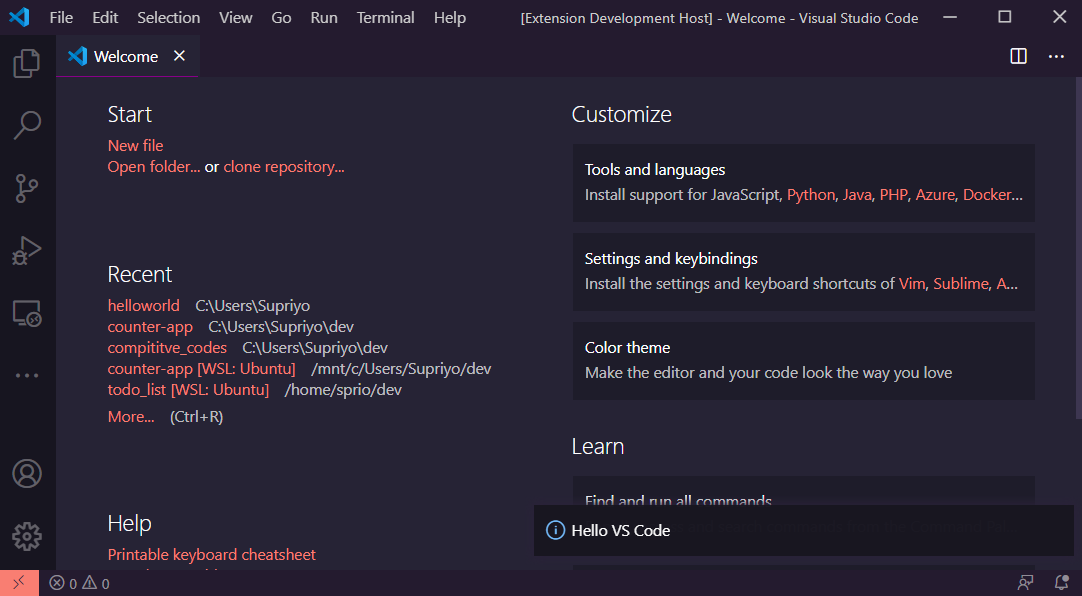 File Edit Selection View Go Run Terminal Help [Extension Development Host] - Welcome - Visual Studio Code
Welcome
Start
New file
Open folder... or clone repository...
Recent
helloworld C:\Users\Supriyo
counter-app C:\Users\Supriyo\dev
compititve_codes C:\Users\Supriyo\dev
counter-app [WSL: Ubuntu] /mnt/c/Users/Supriyo/dev
todo_list [WSL: Ubuntu] /home/sprio/dev
More... (Ctrl+R)
Help
Printable keyboard cheatsheet
Customize
Tools and languages
Install support for JavaScript, Python, Java, PHP, Azure, Docker...
Settings and keybindings
Install the settings and keyboard shortcuts of Vim, Sublime, A...
Color theme
Make the editor and your code look the way you love
Learn
Find and run all commands
Hello VS Code
0 0